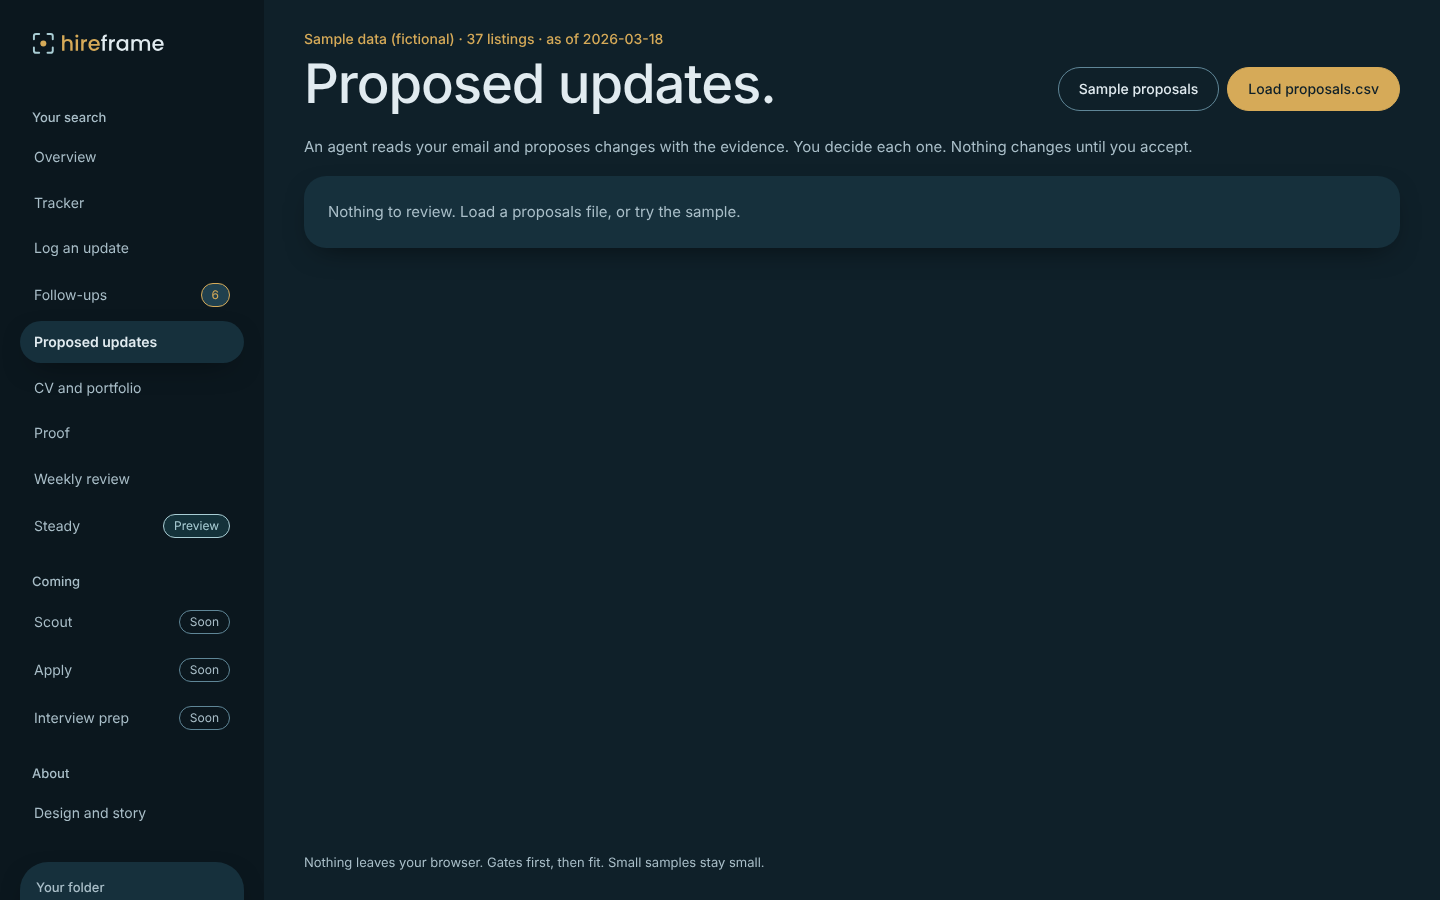 hireframe
Your search
Overview
Tracker
Log an update
Follow-ups 6
Proposed updates
CV and portfolio
Proof
Weekly review
Steady Preview
Coming
Scout Soon
Apply Soon
Interview prep Soon
About
Design and story
Your folder
Sample data (fictional) · 37 listings · as of 2026-03-18
Proposed updates.
Sample proposals
Load proposals.csv
An agent reads your email and proposes changes with the evidence. You decide each one. Nothing changes until you accept.
Nothing to review. Load a proposals file, or try the sample.
Nothing leaves your browser. Gates first, then fit. Small samples stay small.